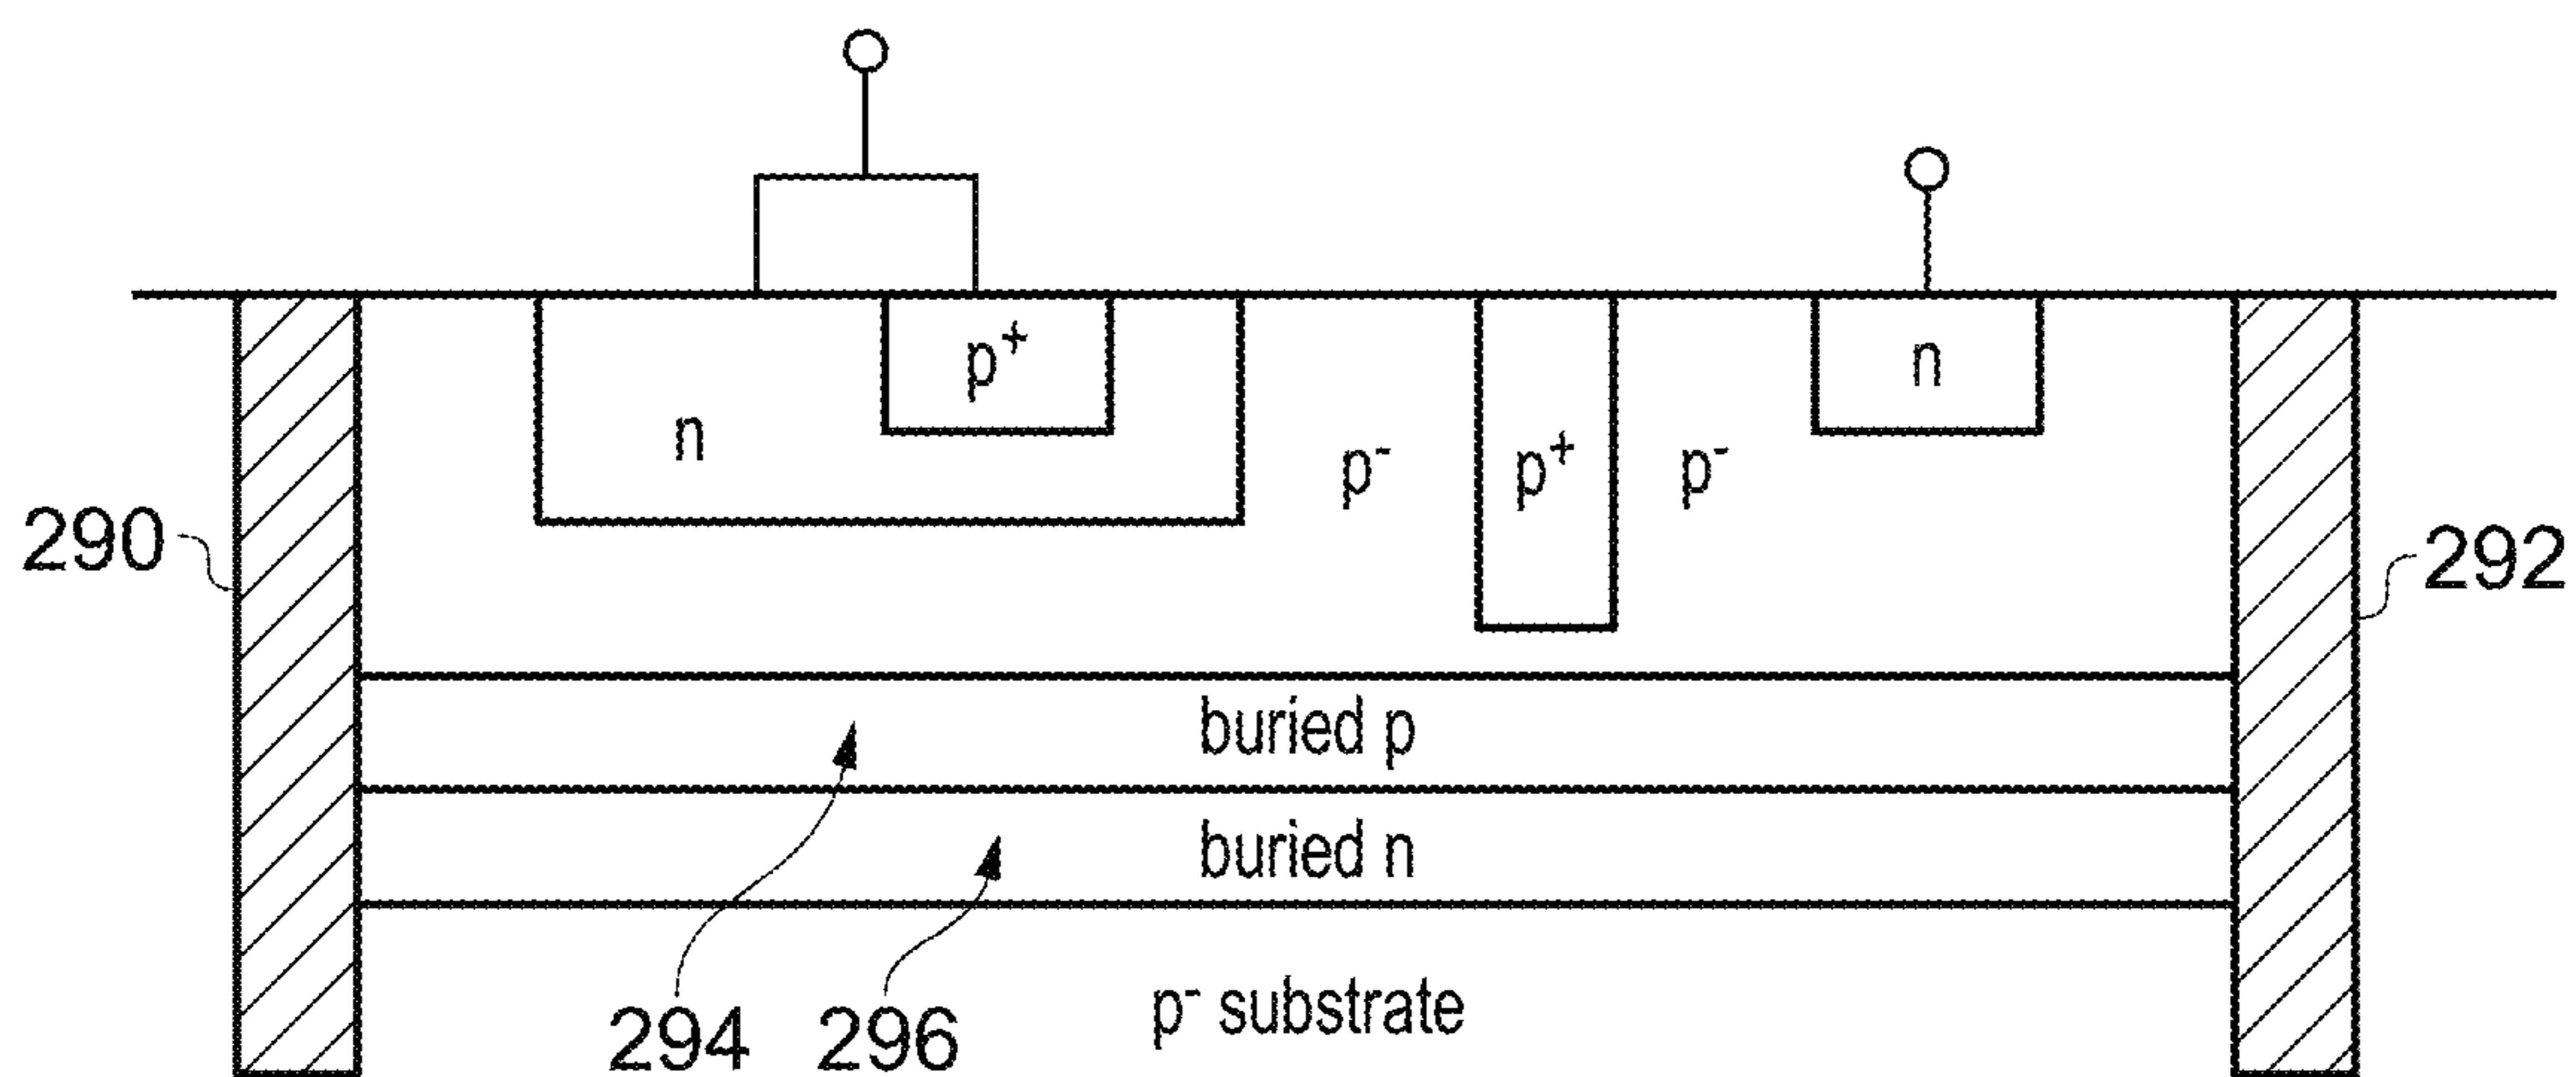 p⁺
n
n
p⁻
p⁺
p⁻
290
292
buried p
buried n
294
296
p⁻ substrate